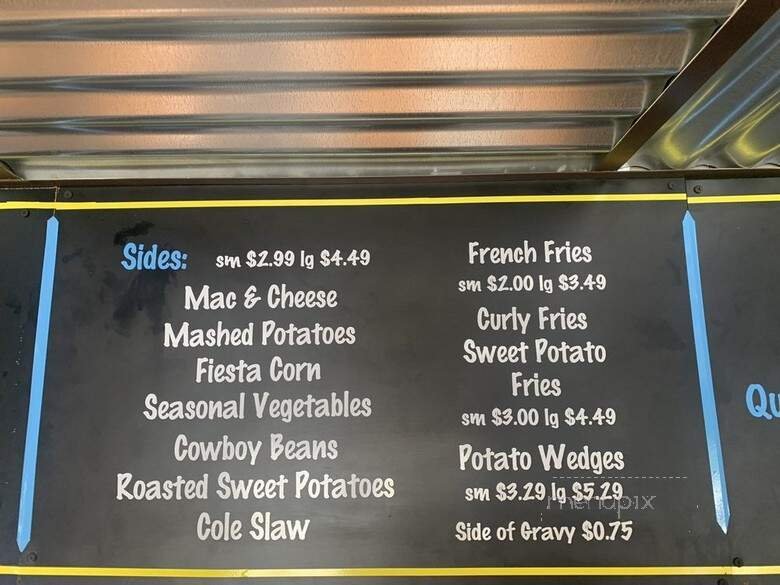 Sides: sm $2.99 lg $4.49
Mac & Cheese
Mashed Potatoes
Fiesta Corn
Seasonal Vegetables
Cowboy Beans
Roasted Sweet Potatoes
Cole Slaw
French Fries
sm $2.00 lg $3.49
Curly Fries
Sweet Potato
Fries
sm $3.00 lg $4.49
Potato Wedges
sm $3.29 lg $5.29
Side of Gravy $0.75
Qu
menupix